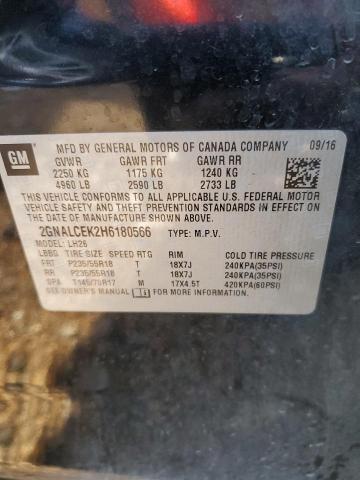 GM
MFD BY GENERAL MOTORS OF CANADA COMPANY 09/16
GVWR GAWR FRT GAWR RR
2250 KG 1175 KG 1240 KG
4960 LB 2590 LB 2733 LB
THIS VEHICLE CONFORMS TO ALL APPLICABLE U.S. FEDERAL MOTOR
VEHICLE SAFETY AND THEFT PREVENTION STANDARDS IN EFFECT ON
THE DATE OF MANUFACTURE SHOWN ABOVE.
2GNALCEK2H6180566 TYPE: M.P.V.
MODEL: LH26
LBBG TIRE SIZE SPEED RTG RIM COLD TIRE PRESSURE
FRT P235/55R18 T 18X7J 240KPA(35PSI)
RR P235/55R18 T 18X7J 240KPA(35PSI)
SPA T145/70R17 M 17X4.5T 420KPA(60PSI)
SEE OWNER'S MANUAL FOR MORE INFORMATION